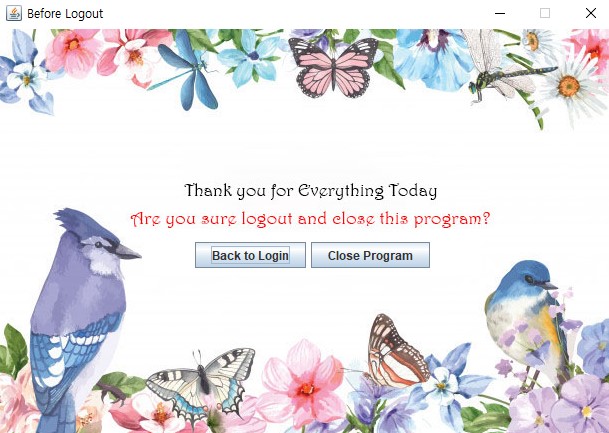 Before Logout
Thank you for Everything Today
Are you sure logout and close this program?
Back to Login
Close Program